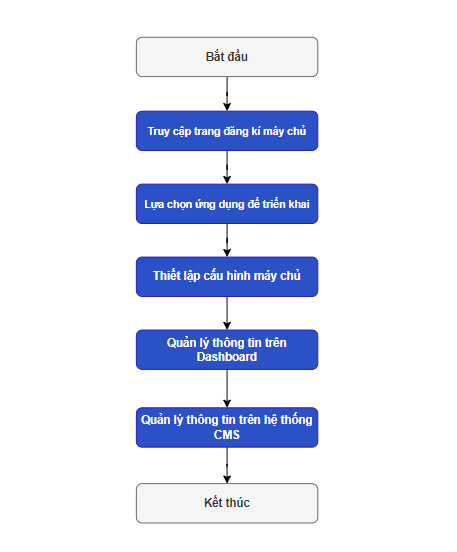 Bắt đầu
Truy cập trang đăng kí máy chủ
Lựa chọn ứng dụng để triển khai
Thiết lập cấu hình máy chủ
Quản lý thông tin trên
Dashboard
Quản lý thông tin trên hệ thống
CMS
Kết thúc